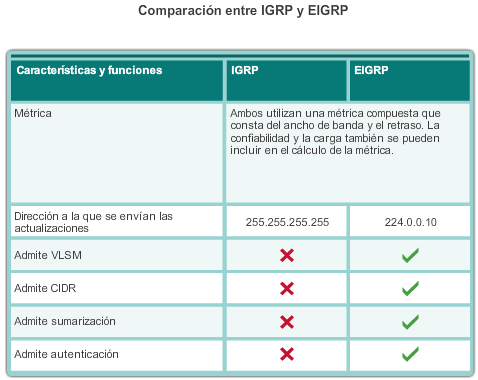 Comparación entre IGRP y EIGRP
Características y funciones IGRP EIGRP
Métrica
Ambos utilizan una métrica compuesta que
consta del ancho de banda y el retraso. La
confiabilidad y la carga también se pueden
incluir en el cálculo de la métrica.
Dirección a la que se envían las
actualizaciones
255.255.255.255 224.0.0.10
Admite VLSM
Admite CIDR
Admite sumarización
Admite autenticación